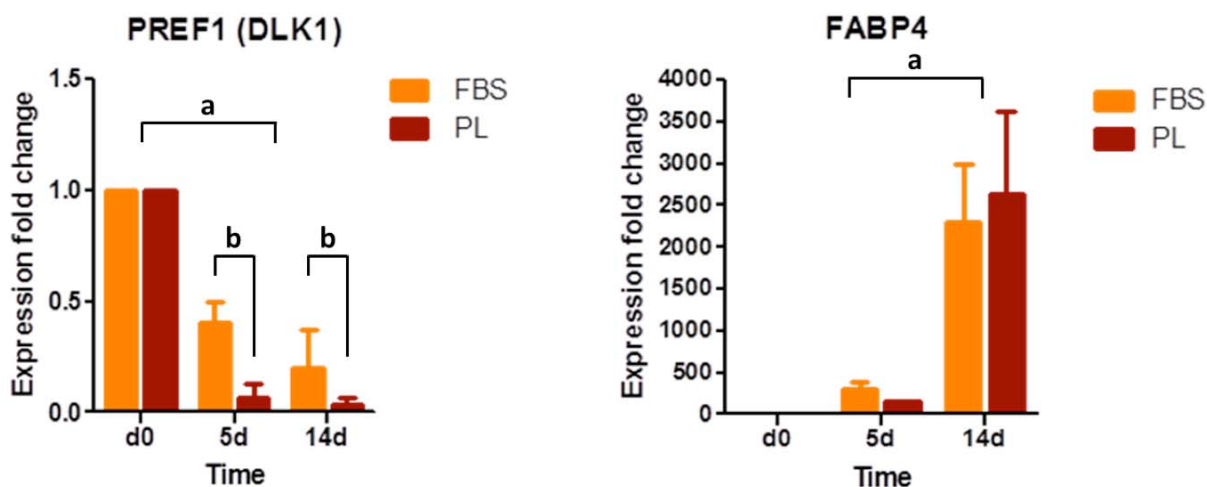 PREF1 (DLK1)
Expression fold change
1.5
1.0
0.5
0.0
a
b
b
FBS
PL
d0
5d
14d
Time
FABP4
Expression fold change
4000
3500
3000
2500
2000
1500
1000
500
0
a
FBS
PL
d0
5d
14d
Time